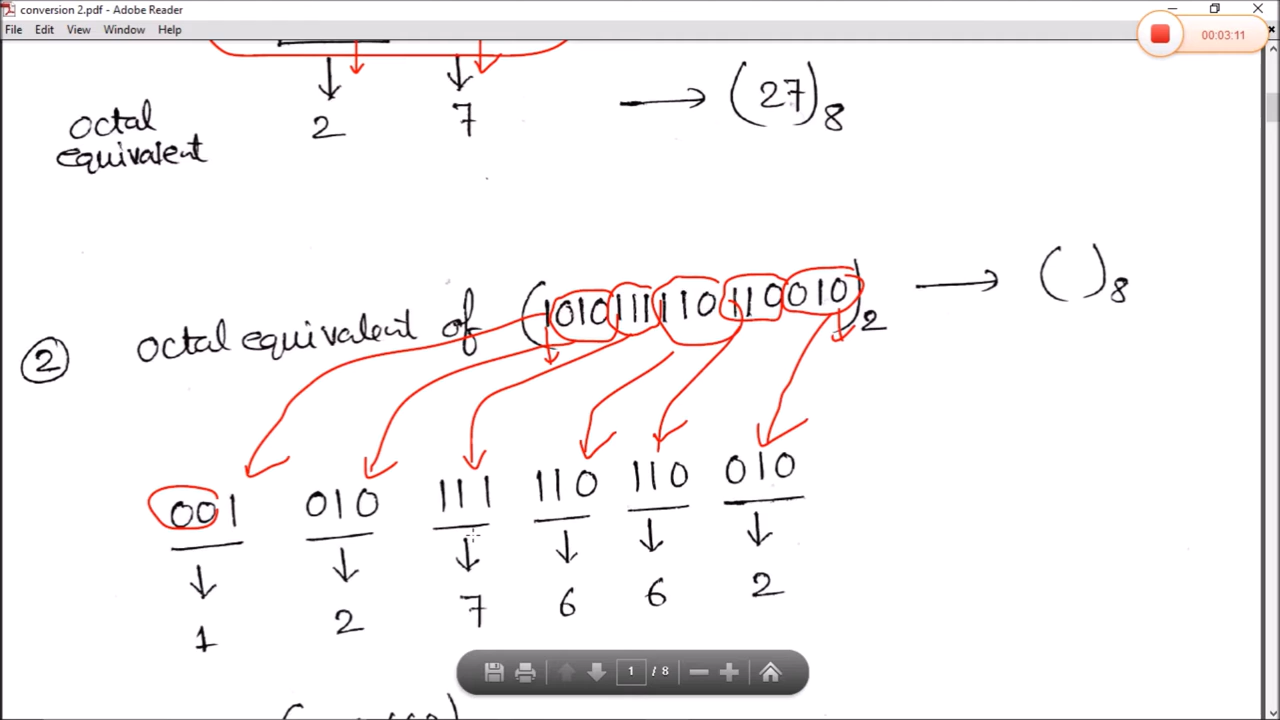 conversion 2.pdf - Adobe Reader
File Edit View Window Help
00:03:11
octal equivalent
2 7 → (27)8
2 octal equivalent of (1010111110110010)2 → ( )8
001 010 111 110 110 010
1 2 7 6 6 2
1 / 8